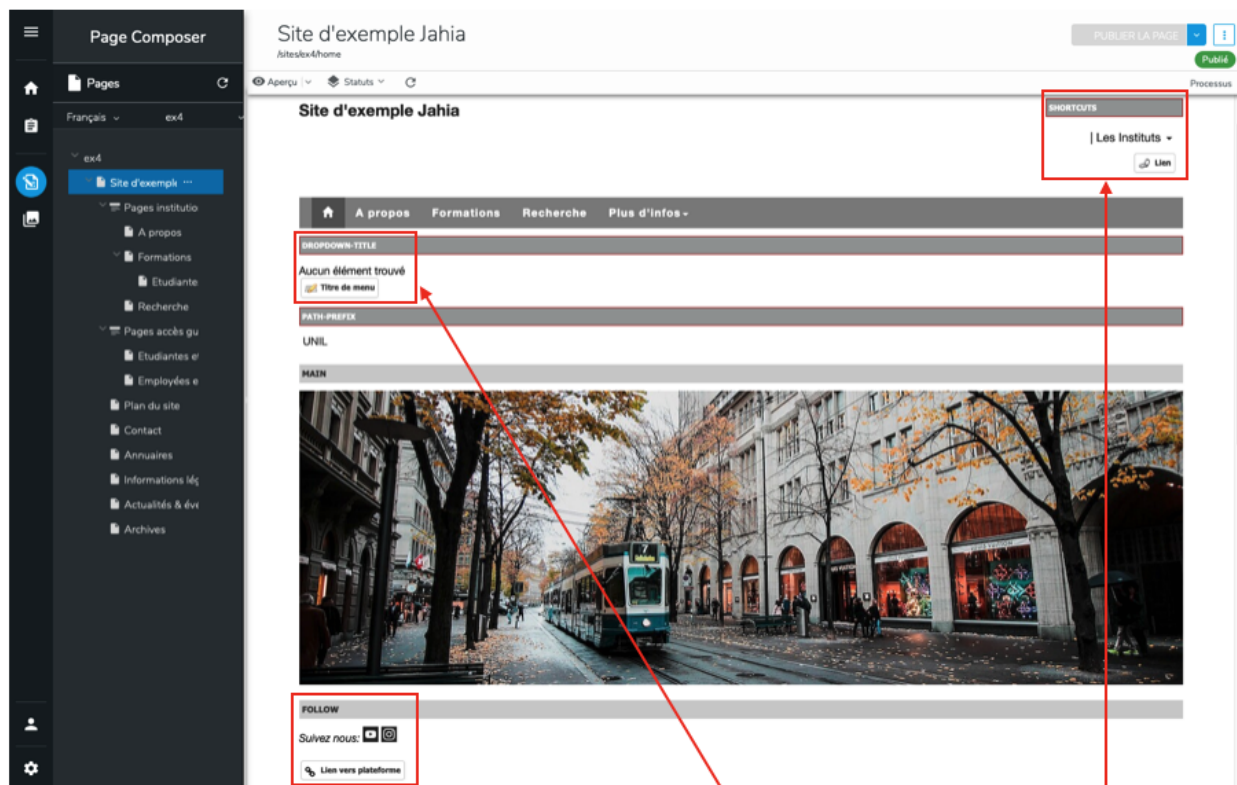 Page Composer
Pages
Français
ex4
ex4
Site d'exemple ...
Pages institutio
A propos
Formations
Etudiante
Recherche
Pages accès gu
Etudiantes e
Employées e
Plan du site
Contact
Annuaires
Informations lég
Actualités & éve
Archives
Site d'exemple Jahia
/sites/ex4/home
PUBLIER LA PAGE
Publié
Aperçu
Statuts
Processus
Site d'exemple Jahia
SHORTCUTS
| Les Instituts
Lien
A propos Formations Recherche Plus d'infos
DROPDOWN-TITLE
Aucun élément trouvé
Titre de menu
PATH-PREFIX
UNIL
MAIN
7
FOLLOW
Suivez nous:
Lien vers plateforme